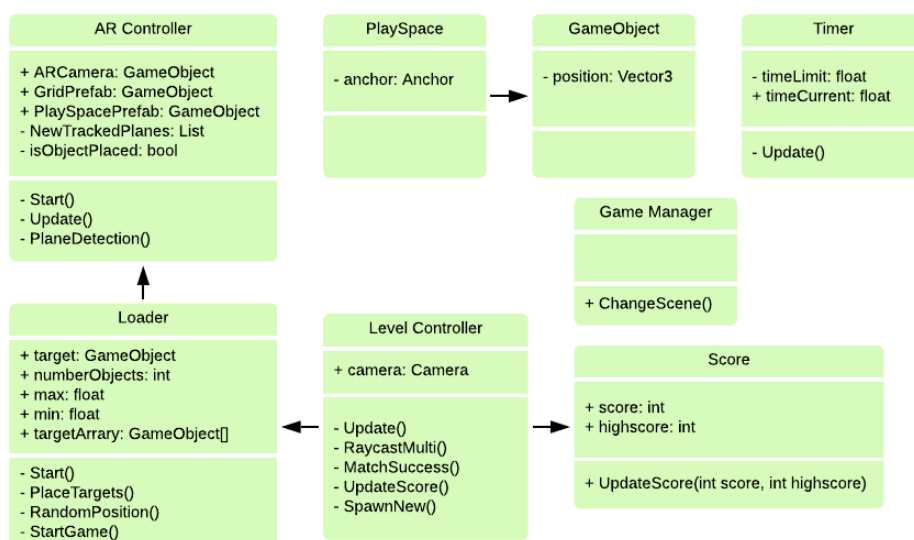 AR Controller
+ ARCamera: GameObject
+ GridPrefab: GameObject
+ PlaySpacePrefab: GameObject
- NewTrackedPlanes: List
- isObjectPlaced: bool
- Start()
- Update()
- PlaneDetection()
PlaySpace
- anchor: Anchor
GameObject
- position: Vector3
Timer
- timeLimit: float
+ timeCurrent: float
- Update()
Game Manager
+ ChangeScene()
Loader
+ target: GameObject
+ numberObjects: int
+ max: float
+ min: float
+ targetArrary: GameObject[]
- Start()
- PlaceTargets()
- RandomPosition()
- StartGame()
Level Controller
+ camera: Camera
- Update()
- RaycastMulti()
- MatchSuccess()
- UpdateScore()
- SpawnNew()
Score
+ score: int
+ highscore: int
+ UpdateScore(int score, int highscore)